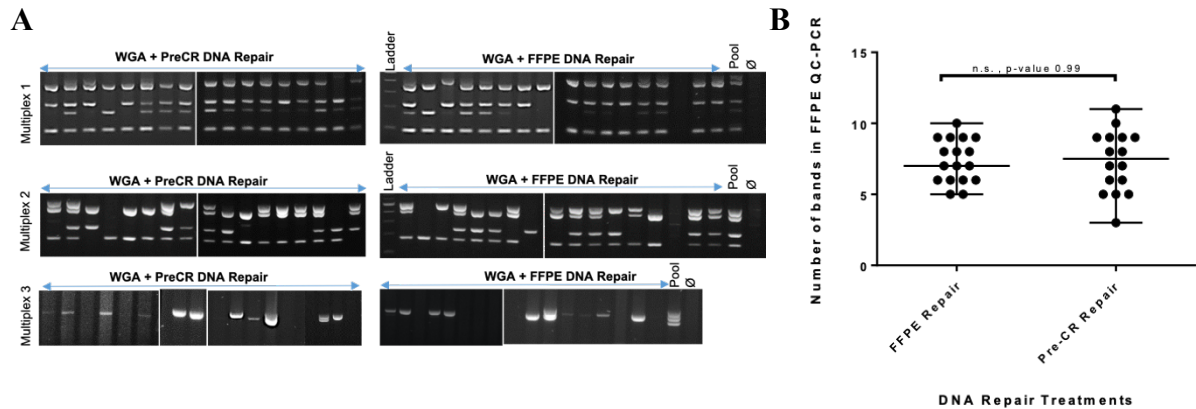 A
WGA + PreCR DNA Repair
Ladder
WGA + FFPE DNA Repair
Pool
Ø
Multiplex 1
WGA + PreCR DNA Repair
Ladder
WGA + FFPE DNA Repair
Pool
Ø
Multiplex 2
WGA + PreCR DNA Repair
WGA + FFPE DNA Repair
Pool
Ø
Multiplex 3
B
Number of bands in FFPE QC-PCR
15
10
5
0
n.s. , p-value 0.99
FFPE Repair
Pre-CR Repair
DNA Repair Treatments